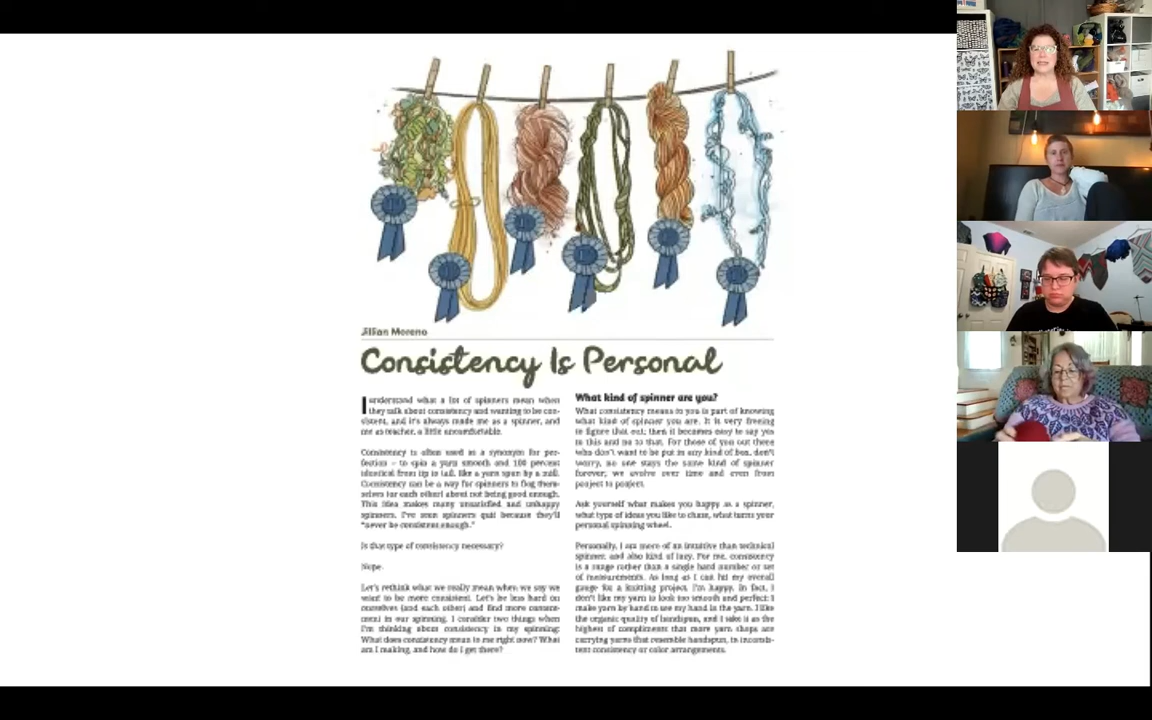 Jillian Moreno
Consistency Is Personal
I understand what a lot of spinners mean when
they talk about consistency and wanting to be con-
sistent, and it's always made me as a spinner, and
me as teacher, a little uncomfortable.
Consistency is often used as a synonym for per-
fection – to spin a yarn smooth and 100 percent
identical from tip to tail, like a yarn spun by a mill.
Consistency can be a way for spinners to flog them-
selves (or each other) about not being good enough.
This idea makes many unsatisfied and unhappy
spinners. I've seen spinners quit because they'll
"never be consistent enough."
Is that type of consistency necessary?
Nope.
Let's rethink what we really mean when we say we
want to be more consistent. Let's be less hard on
ourselves (and each other) and find more content-
ment in our spinning. I consider two things when
I'm thinking about consistency in my spinning:
What does consistency mean to me right now? What
am I making, and how do I get there?
What kind of spinner are you?
What consistency means to you is part of knowing
what kind of spinner you are. It is very freeing
to figure that out; then it becomes easy to say yes
to this and no to that. For those of you out there
who don't want to be put in any kind of box, don't
worry, no one stays the same kind of spinner
forever, we evolve over time and even from
project to project.
Ask yourself what makes you happy as a spinner,
what type of ideas you like to chase, what turns your
personal spinning wheel.
Personally, I am more of an intuitive than technical
spinner, and also kind of lazy. For me, consistency
is a range rather than a single hard number or set
of measurements. As long as I can hit my overall
gauge for a knitting project, I'm happy. In fact, I
don't like my yarn to look too smooth and perfect; I
make yarn by hand to see my hand in the yarn. I like
the organic quality of handspun, and I take it as the
highest of compliments that more yarn shops are
carrying yarns that resemble handspun, in inconsis-
tent consistency or color arrangements.